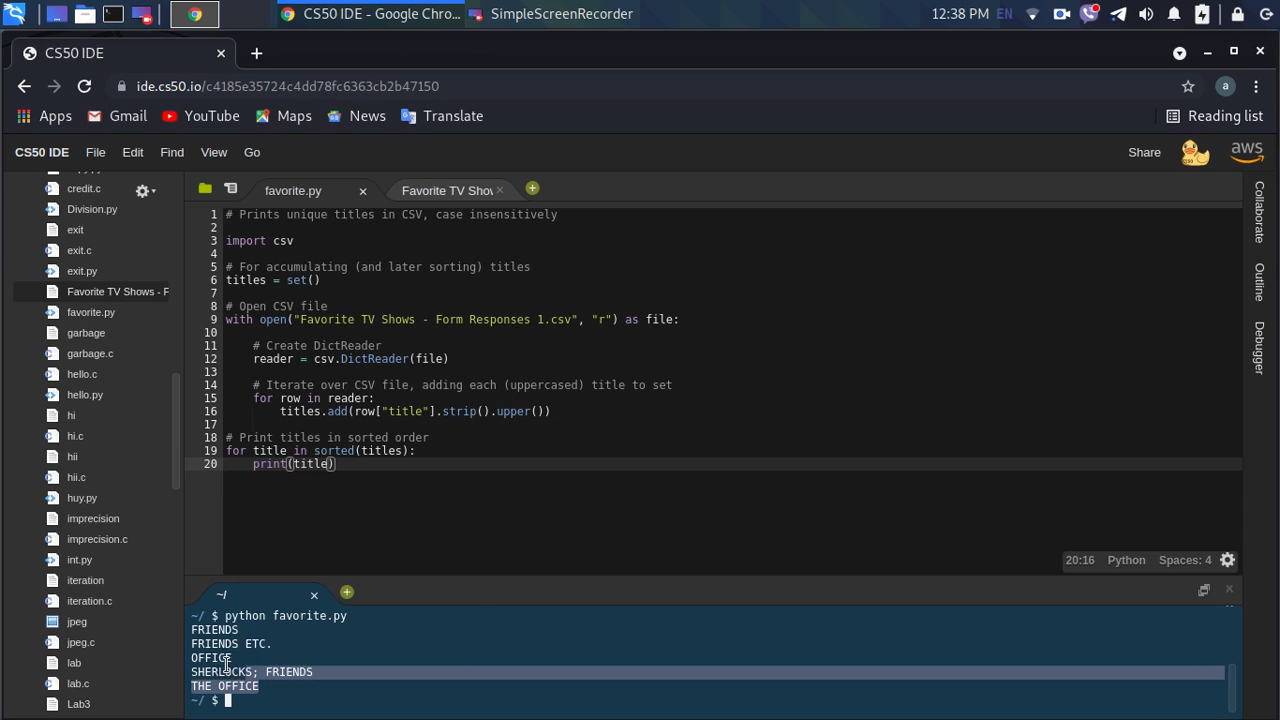 CS50 IDE - Google Chro...
SimpleScreenRecorder
12:38 PM EN
CS50 IDE
ide.cs50.io/c4185e35724c4dd78fc6363cb2b47150
a
Apps Gmail YouTube Maps News Translate Reading list
CS50 IDE File Edit Find View Go Share aws
credit.c
Division.py
exit
exit.c
exit.py
Favorite TV Shows - F
favorite.py
garbage
garbage.c
hello.c
hello.py
hi
hi.c
hii
hii.c
huy.py
imprecision
imprecision.c
int.py
iteration
iteration.c
jpeg
jpeg.c
lab
lab.c
Lab3
favorite.py
Favorite TV Shov
1 # Prints unique titles in CSV, case insensitively
2
3 import csv
4
5 # For accumulating (and later sorting) titles
6 titles = set()
7
8 # Open CSV file
9 with open("Favorite TV Shows - Form Responses 1.csv", "r") as file:
10
11 # Create DictReader
12 reader = csv.DictReader(file)
13
14 # Iterate over CSV file, adding each (uppercased) title to set
15 for row in reader:
16 titles.add(row["title"].strip().upper())
17
18 # Print titles in sorted order
19 for title in sorted(titles):
20 print(title)
20:16 Python Spaces: 4
Collaborate
Outline
Debugger
~/
~/ $ python favorite.py
FRIENDS
FRIENDS ETC.
OFFICE
SHERLOCKS; FRIENDS
THE OFFICE
~/ $